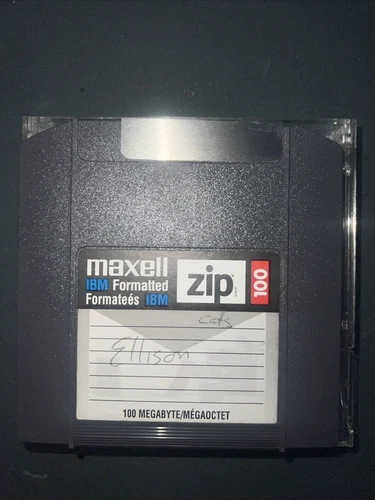 maxell
IBM Formatted
Formateés IBM
zip
100
cats
Ellison
100 MEGABYTE/MÉGAOCTET